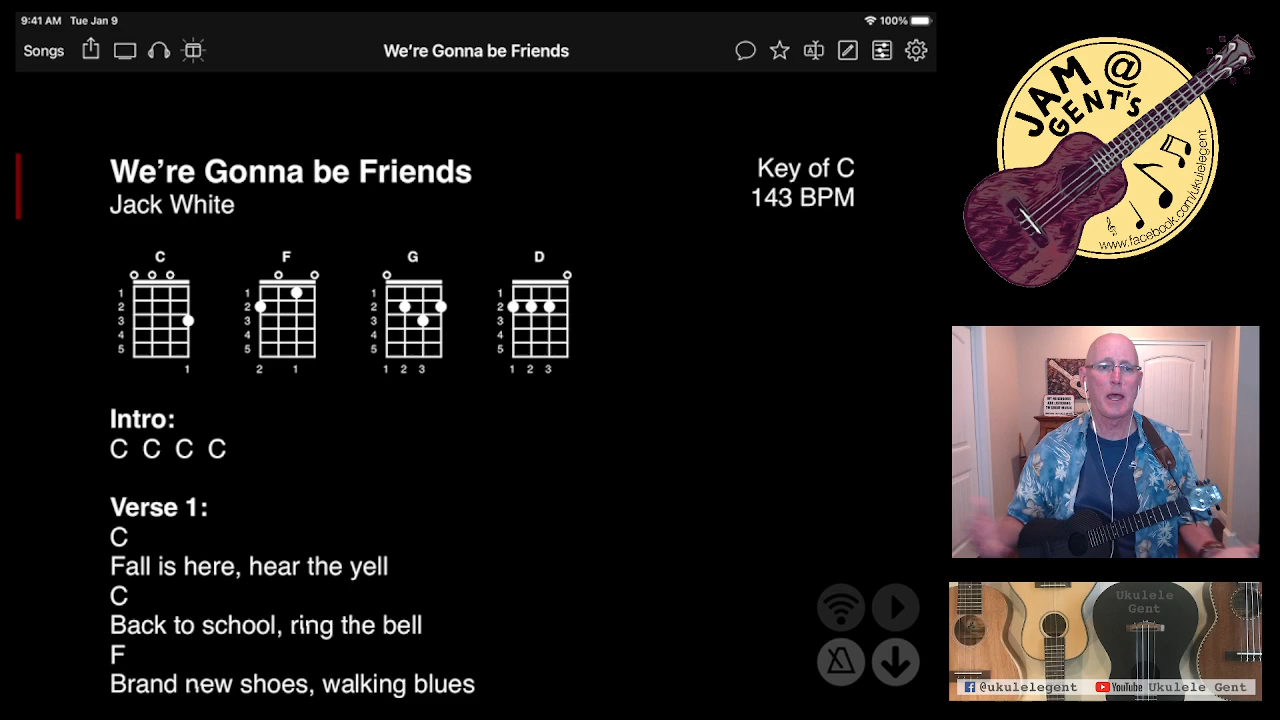 9:41 AM Tue Jan 9
100%
Songs
We're Gonna be Friends
We're Gonna be Friends
Jack White
Key of C
143 BPM
C F G D
1 1 1 1
2 2 2 2
3 3 3 3
4 4 4 4
5 5 5 5
1 2 1 1 2 3 1 2 3
Intro:
C C C C
Verse 1:
C
Fall is here, hear the yell
C
Back to school, ring the bell
F
Brand new shoes, walking blues
JAM @
GENT'S
www.facebook.com/ukulelegent
Ukulele
Gent
@ukulelegent
YouTube Ukulele Gent